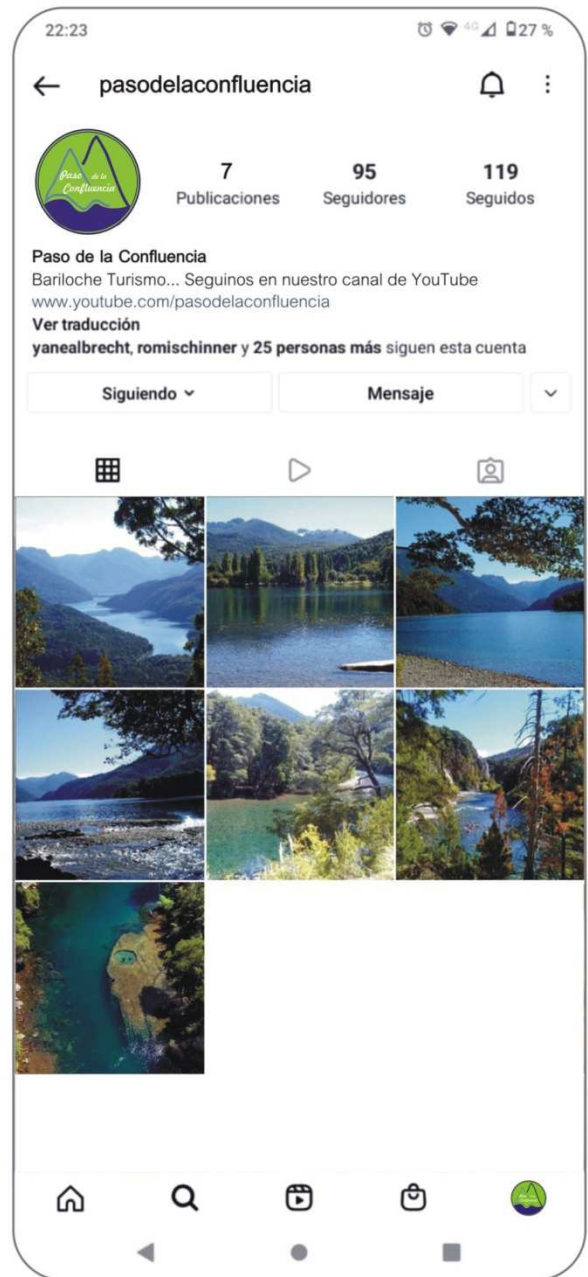 22:23 4G 27 %
pasodelaconfluencia
Paso de la
Confluencia
7 95 119
Publicaciones Seguidores Seguidos
Paso de la Confluencia
Bariloche Turismo... Seguinos en nuestro canal de YouTube
www.youtube.com/pasodelaconfluencia
Ver traducción
yanealbrecht, romischinner y 25 personas más siguen esta cuenta
Siguiendo Mensaje